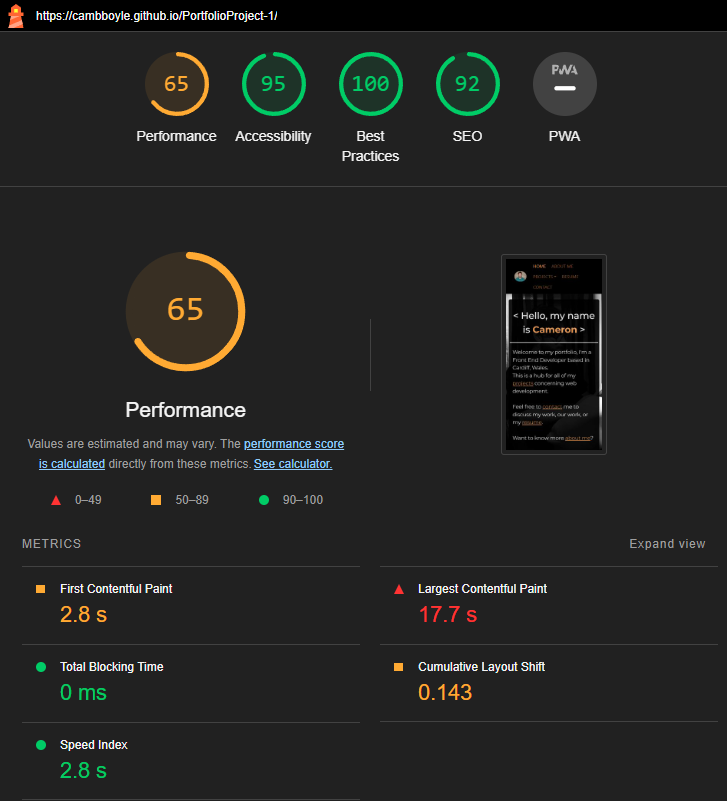 https://cambboyle.github.io/PortfolioProject-1/
65
95
100
92
PWA
Performance
Accessibility
Best
Practices
SEO
PWA
65
Performance
Values are estimated and may vary. The performance score
is calculated directly from these metrics. See calculator.
0–49
50–89
90–100
HOME ABOUT ME
PROJECTS RESUME
CONTACT
< Hello, my name
is Cameron >
Welcome to my portfolio, I'm a
Front End Developer based in
Cardiff, Wales.
This is a hub for all of my
projects concerning web
development.
Feel free to contact me to
discuss my work, our work, or
my resume.
Want to know more about me?
METRICS
Expand view
First Contentful Paint
2.8 s
Largest Contentful Paint
17.7 s
Total Blocking Time
0 ms
Cumulative Layout Shift
0.143
Speed Index
2.8 s